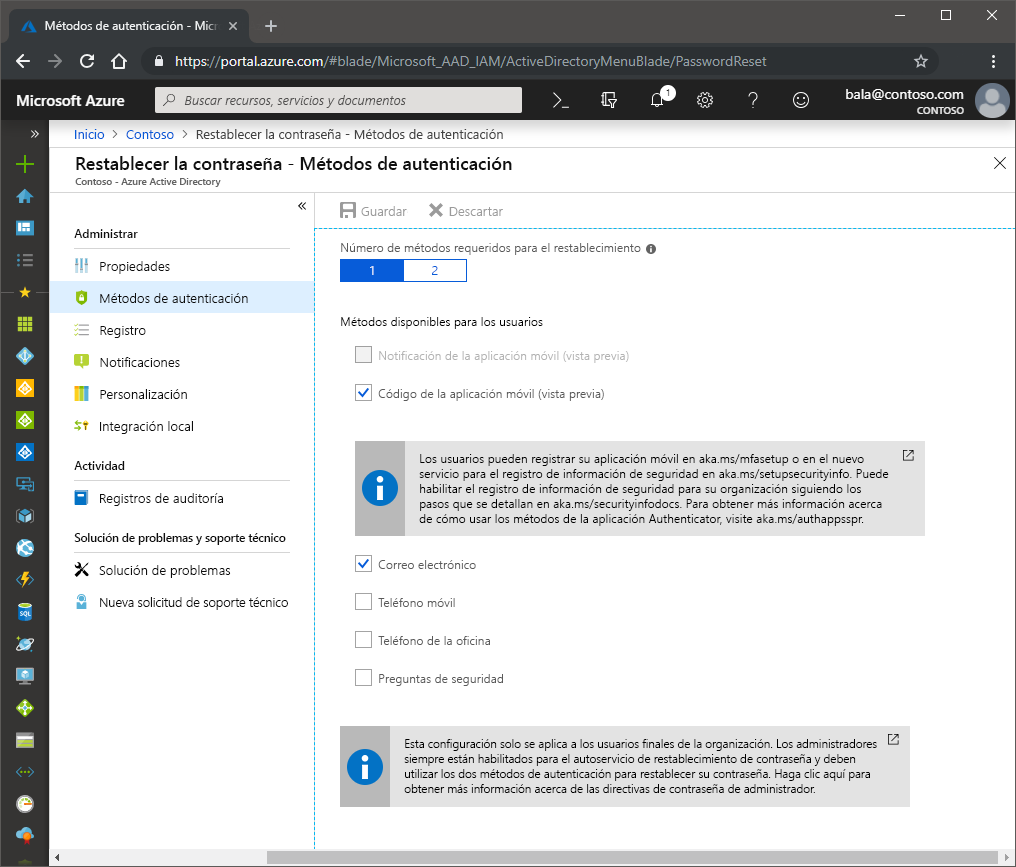 Métodos de autenticación - Micr
https://portal.azure.com/#blade/Microsoft_AAD_IAM/ActiveDirectoryMenuBlade/PasswordReset
Microsoft Azure
Buscar recursos, servicios y documentos
1
bala@contoso.com
CONTOSO
Inicio > Contoso > Restablecer la contraseña - Métodos de autenticación
Restablecer la contraseña - Métodos de autenticación
Contoso - Azure Active Directory
Administrar
Propiedades
Métodos de autenticación
Registro
Notificaciones
Personalización
Integración local
Actividad
Registros de auditoría
Solución de problemas y soporte técnico
Solución de problemas
Nueva solicitud de soporte técnico
Guardar Descartar
Número de métodos requeridos para el restablecimiento
1 2
Métodos disponibles para los usuarios
Notificación de la aplicación móvil (vista previa)
Código de la aplicación móvil (vista previa)
Los usuarios pueden registrar su aplicación móvil en aka.ms/mfasetup o en el nuevo
servicio para el registro de información de seguridad en aka.ms/setupsecurityinfo. Puede
habilitar el registro de información de seguridad para su organización siguiendo los
pasos que se detallan en aka.ms/securityinfodocs. Para obtener más información acerca
de cómo usar los métodos de la aplicación Authenticator, visite aka.ms/authappsspr.
Correo electrónico
Teléfono móvil
Teléfono de la oficina
Preguntas de seguridad
Esta configuración solo se aplica a los usuarios finales de la organización. Los administradores
siempre están habilitados para el autoservicio de restablecimiento de contraseña y deben
utilizar los dos métodos de autenticación para restablecer su contraseña. Haga clic aquí para
obtener más información acerca de las directivas de contraseña de administrador.
SQL